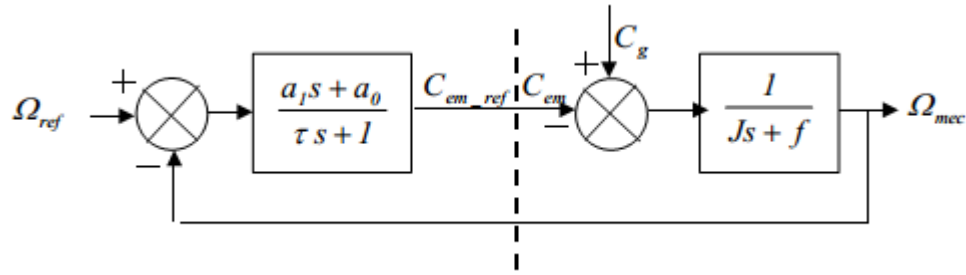 C_g
+
+
Ω_ref
−
a_1 s + a_0
τ s + 1
C_em_ref
C_em
−
1
Js + f
Ω_mec